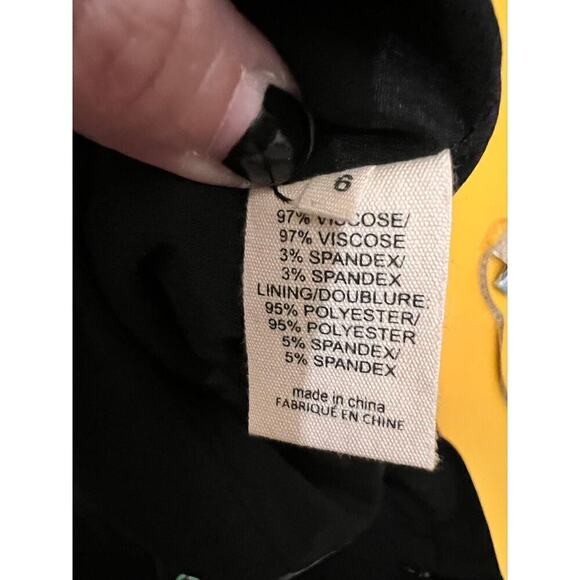 6
97% VISCOSE/
97% VISCOSE
3% SPANDEX/
3% SPANDEX
LINING/DOUBLURE
95% POLYESTER/
95% POLYESTER
5% SPANDEX/
5% SPANDEX
made in china
FABRIQUE EN CHINE